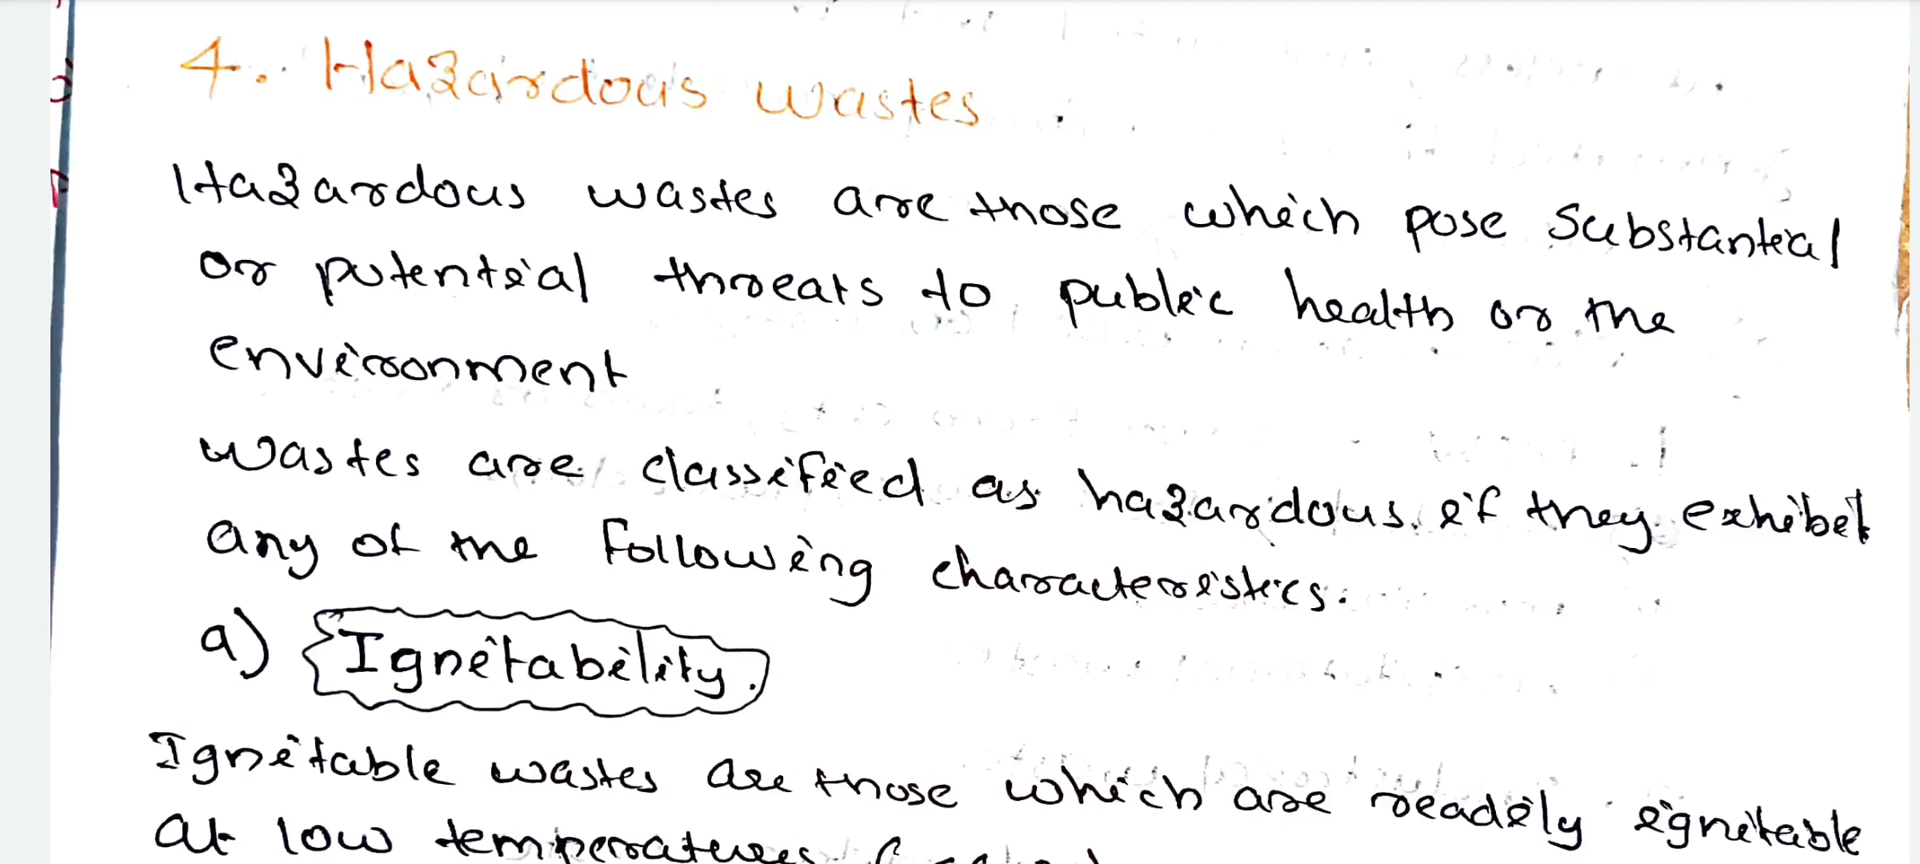 4. Hazardous wastes
Hazardous wastes are those which pose substantial
or potential threats to public health or the
environment
wastes are classified as hazardous if they exhibit
any of the following characteristics.
a) Ignitability.
Ignitable wastes are those which are readily ignitable
at low temperatures